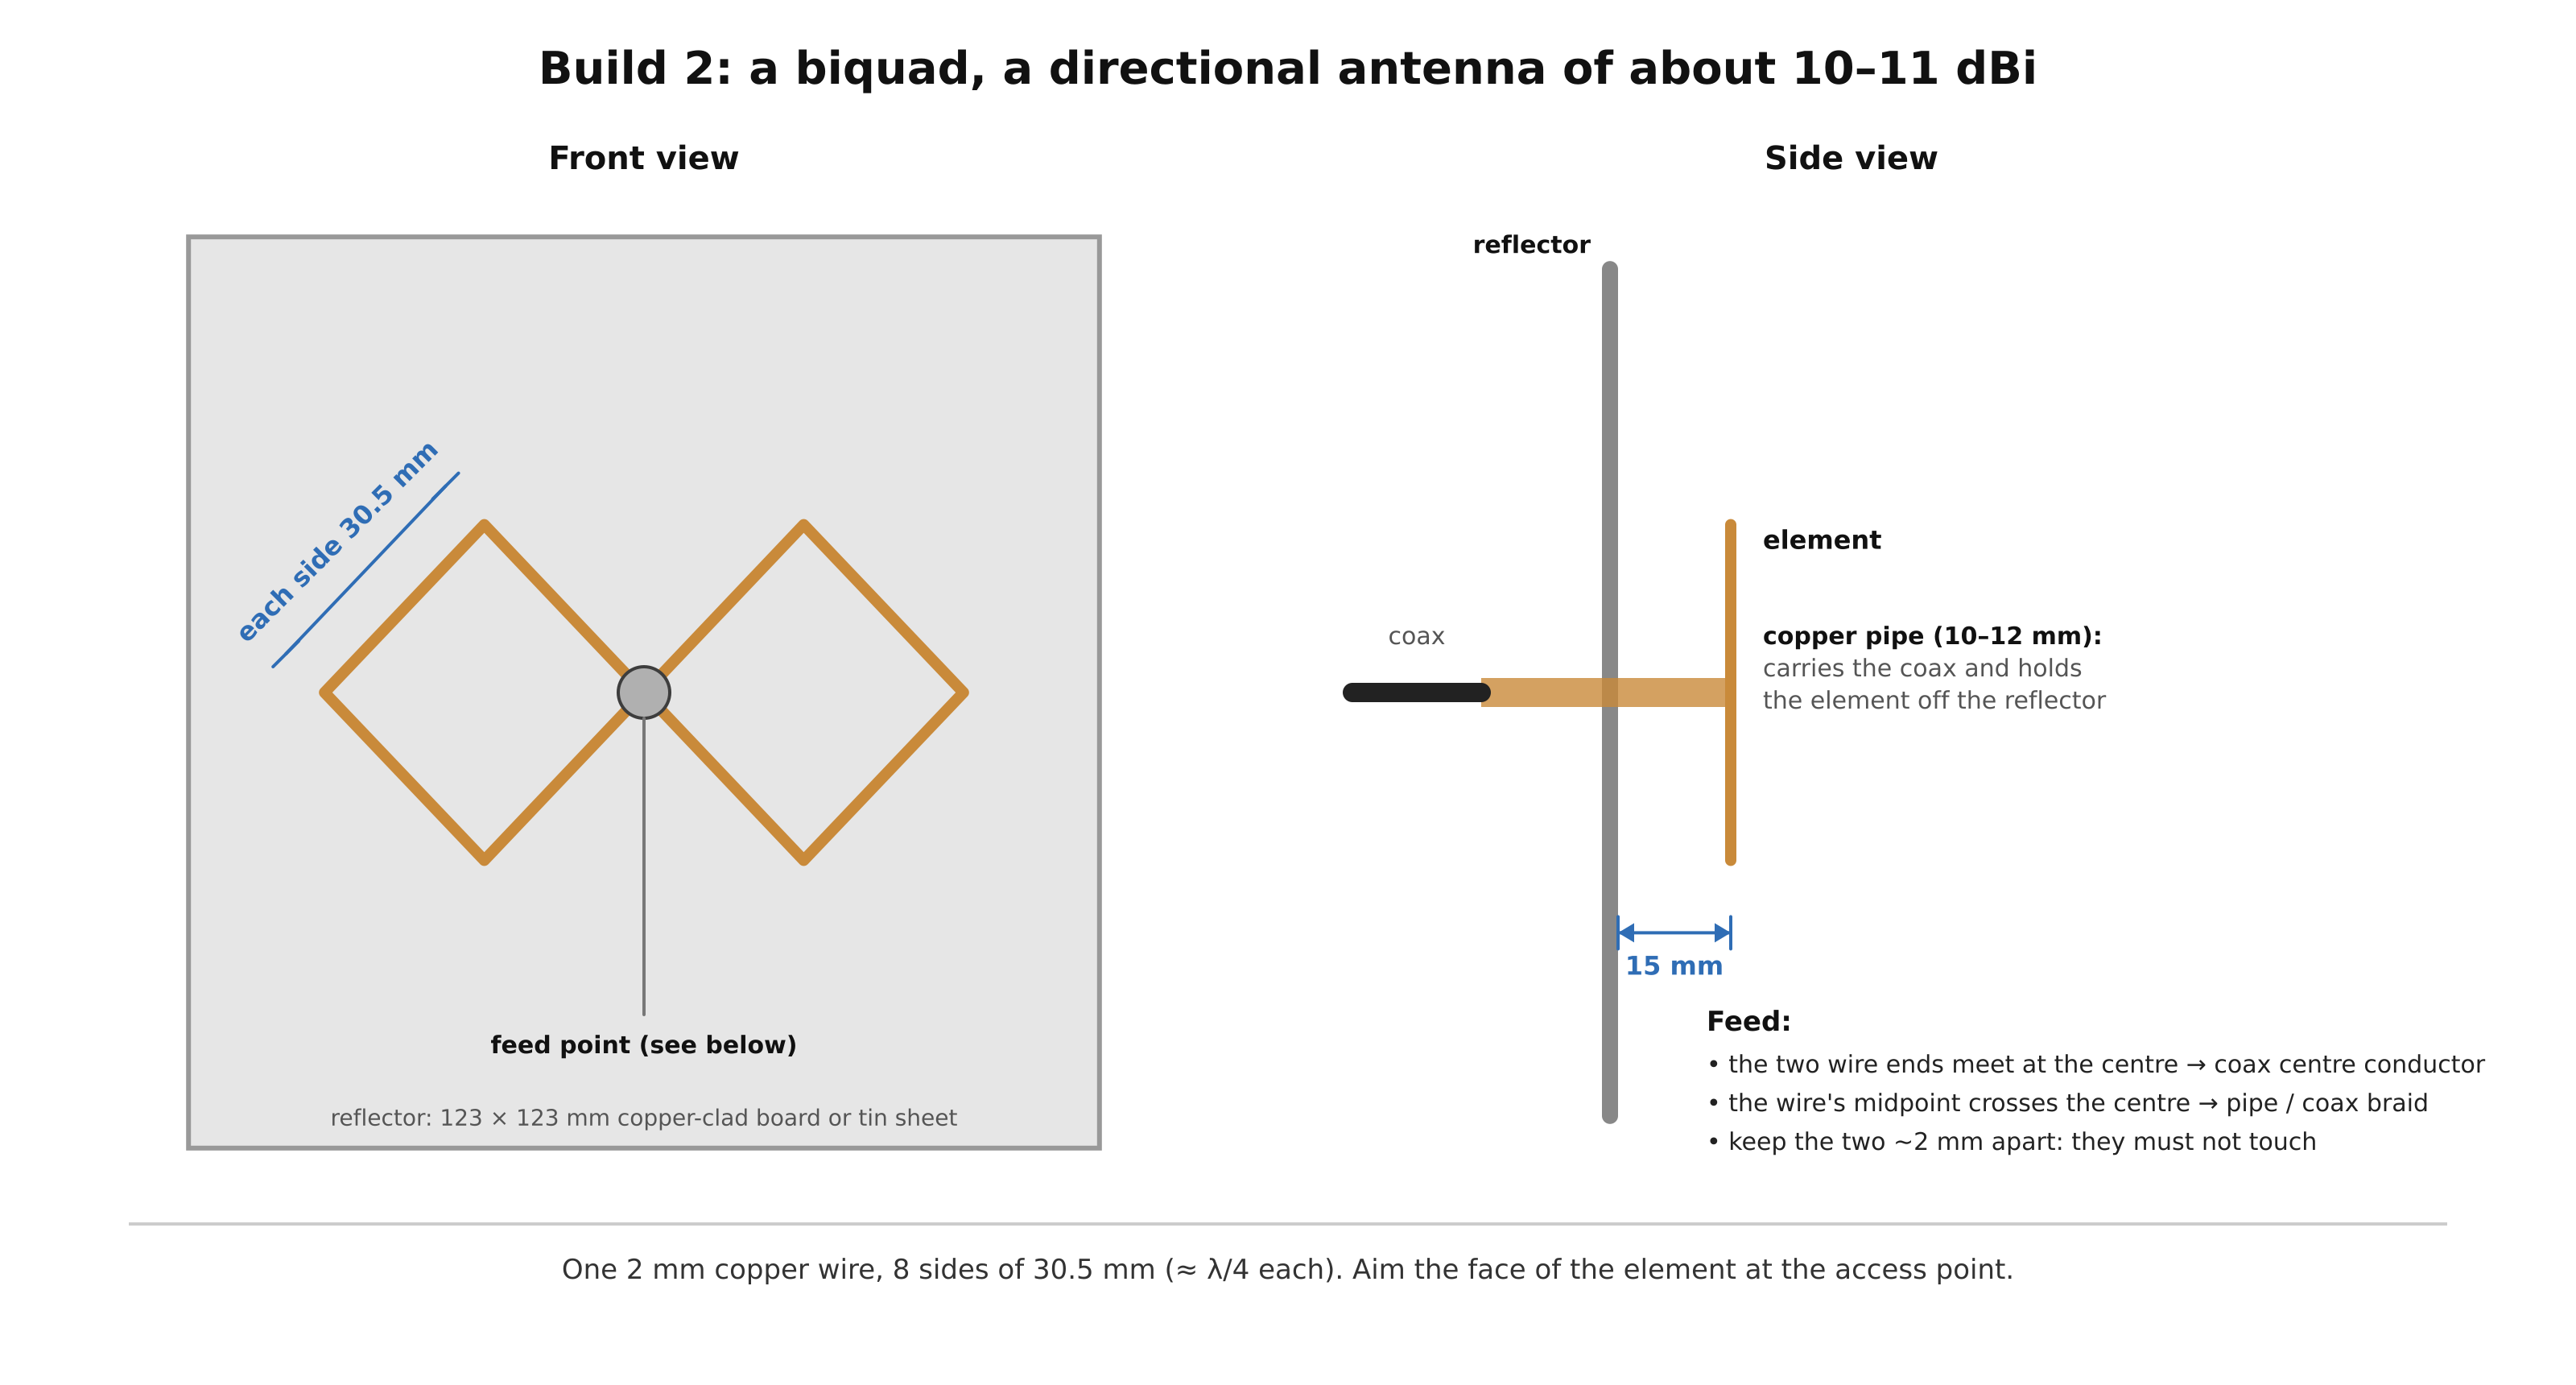 Build 2: a biquad, a directional antenna of about 10–11 dBi
Front view
each side 30.5 mm
feed point (see below)
reflector: 123 × 123 mm copper-clad board or tin sheet
Side view
reflector
element
coax
copper pipe (10–12 mm):
carries the coax and holds
the element off the reflector
15 mm
Feed:
• the two wire ends meet at the centre → coax centre conductor
• the wire's midpoint crosses the centre → pipe / coax braid
• keep the two ~2 mm apart: they must not touch
One 2 mm copper wire, 8 sides of 30.5 mm (≈ λ/4 each). Aim the face of the element at the access point.